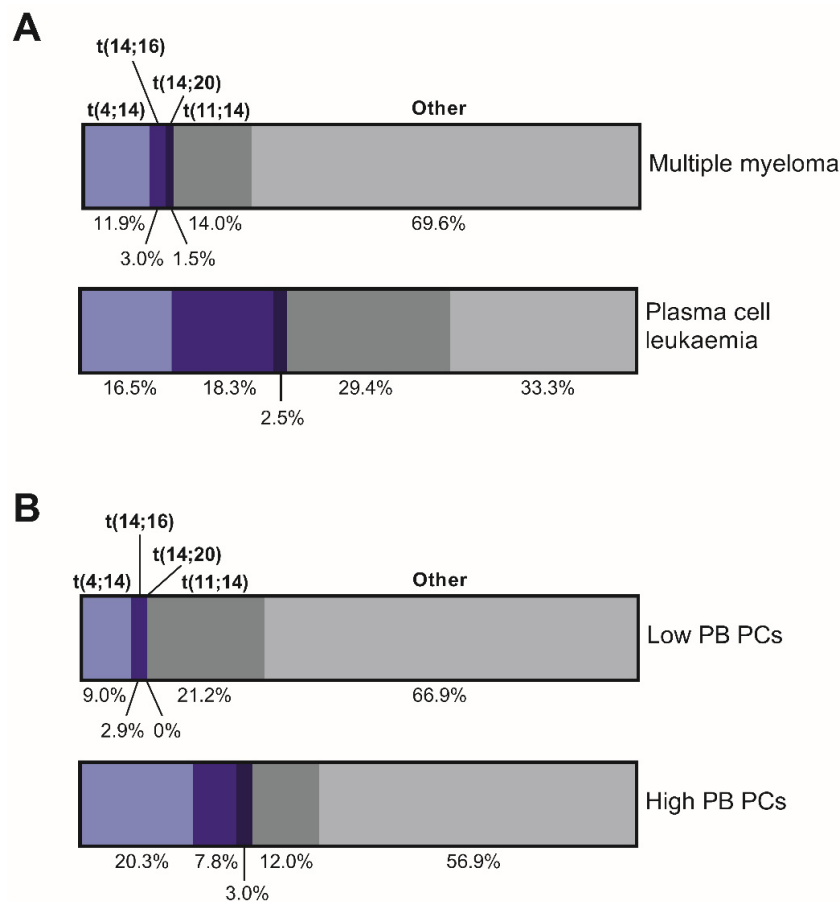 A
t(14;16)
t(14;20)
t(4;14) t(11;14) Other
Multiple myeloma
11.9% 14.0% 69.6%
3.0% 1.5%
Plasma cell
leukaemia
16.5% 18.3% 29.4% 33.3%
2.5%
B
t(14;16)
t(14;20)
t(4;14) t(11;14) Other
Low PB PCs
9.0% 21.2% 66.9%
2.9% 0%
High PB PCs
20.3% 7.8% 12.0% 56.9%
3.0%